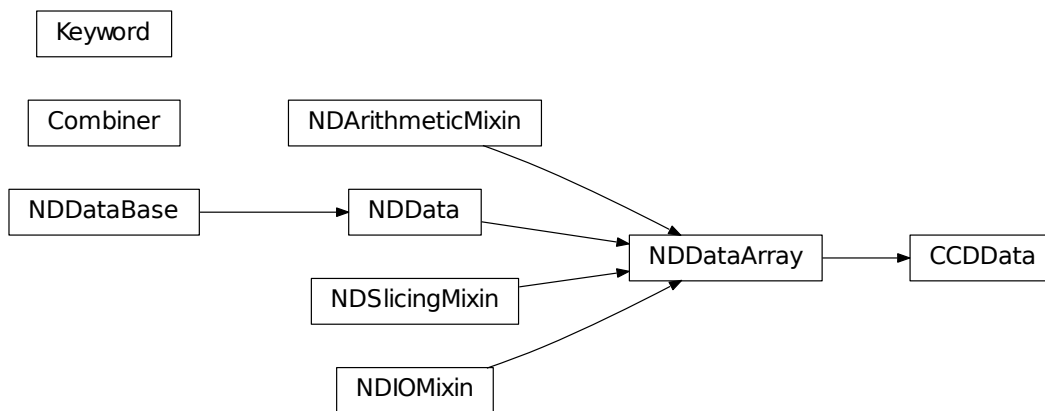 Keyword
Combiner
NDArithmeticMixin
NDDataBase
NDData
NDDataArray
CCDData
NDSlicingMixin
NDIOMixin